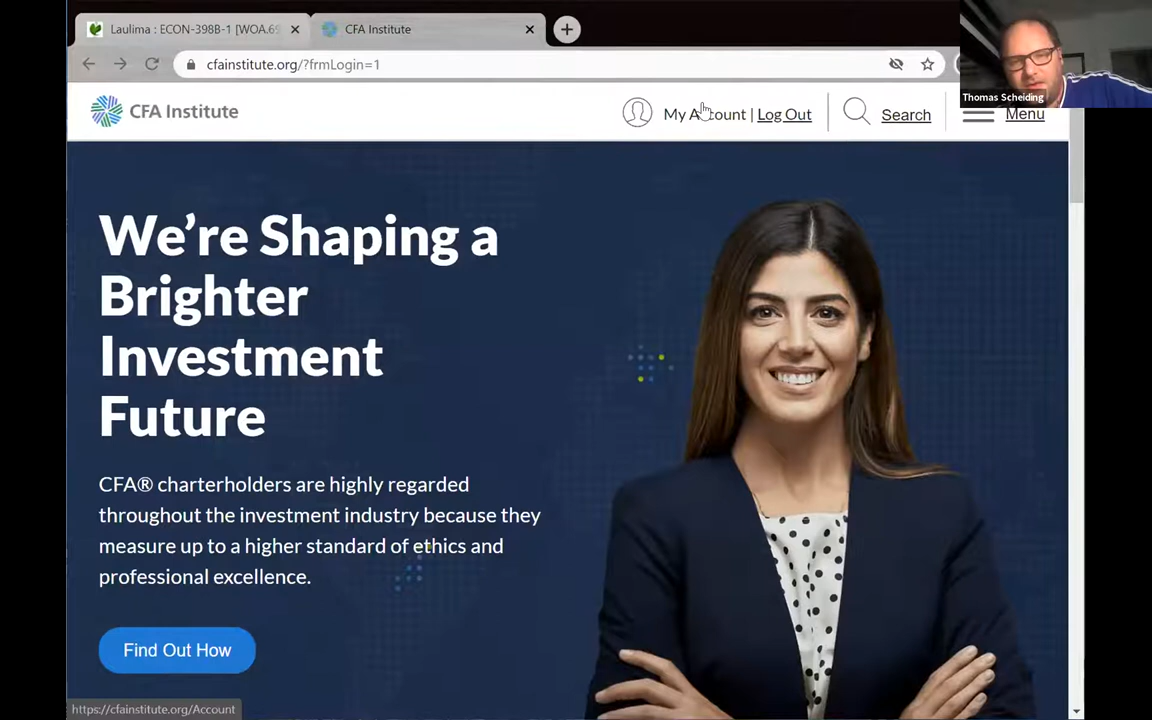 Laulima : ECON-398B-1 [WOA.69
CFA Institute
cfainstitute.org/?frmLogin=1
Thomas Scheiding
CFA Institute
My Account | Log Out
Search
Menu
We're Shaping a
Brighter
Investment
Future
CFA® charterholders are highly regarded
throughout the investment industry because they
measure up to a higher standard of ethics and
professional excellence.
Find Out How
https://cfainstitute.org/Account